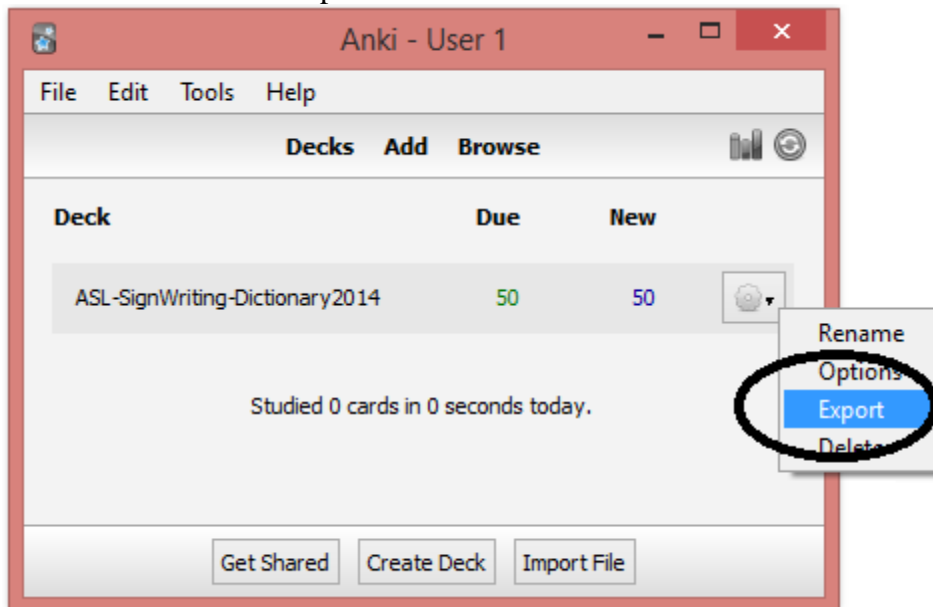 Anki - User 1
File Edit Tools Help
Decks Add Browse
Deck Due New
ASL-SignWriting-Dictionary2014 50 50
Rename
Options
Export
Delete
Studied 0 cards in 0 seconds today.
Get Shared Create Deck Import File